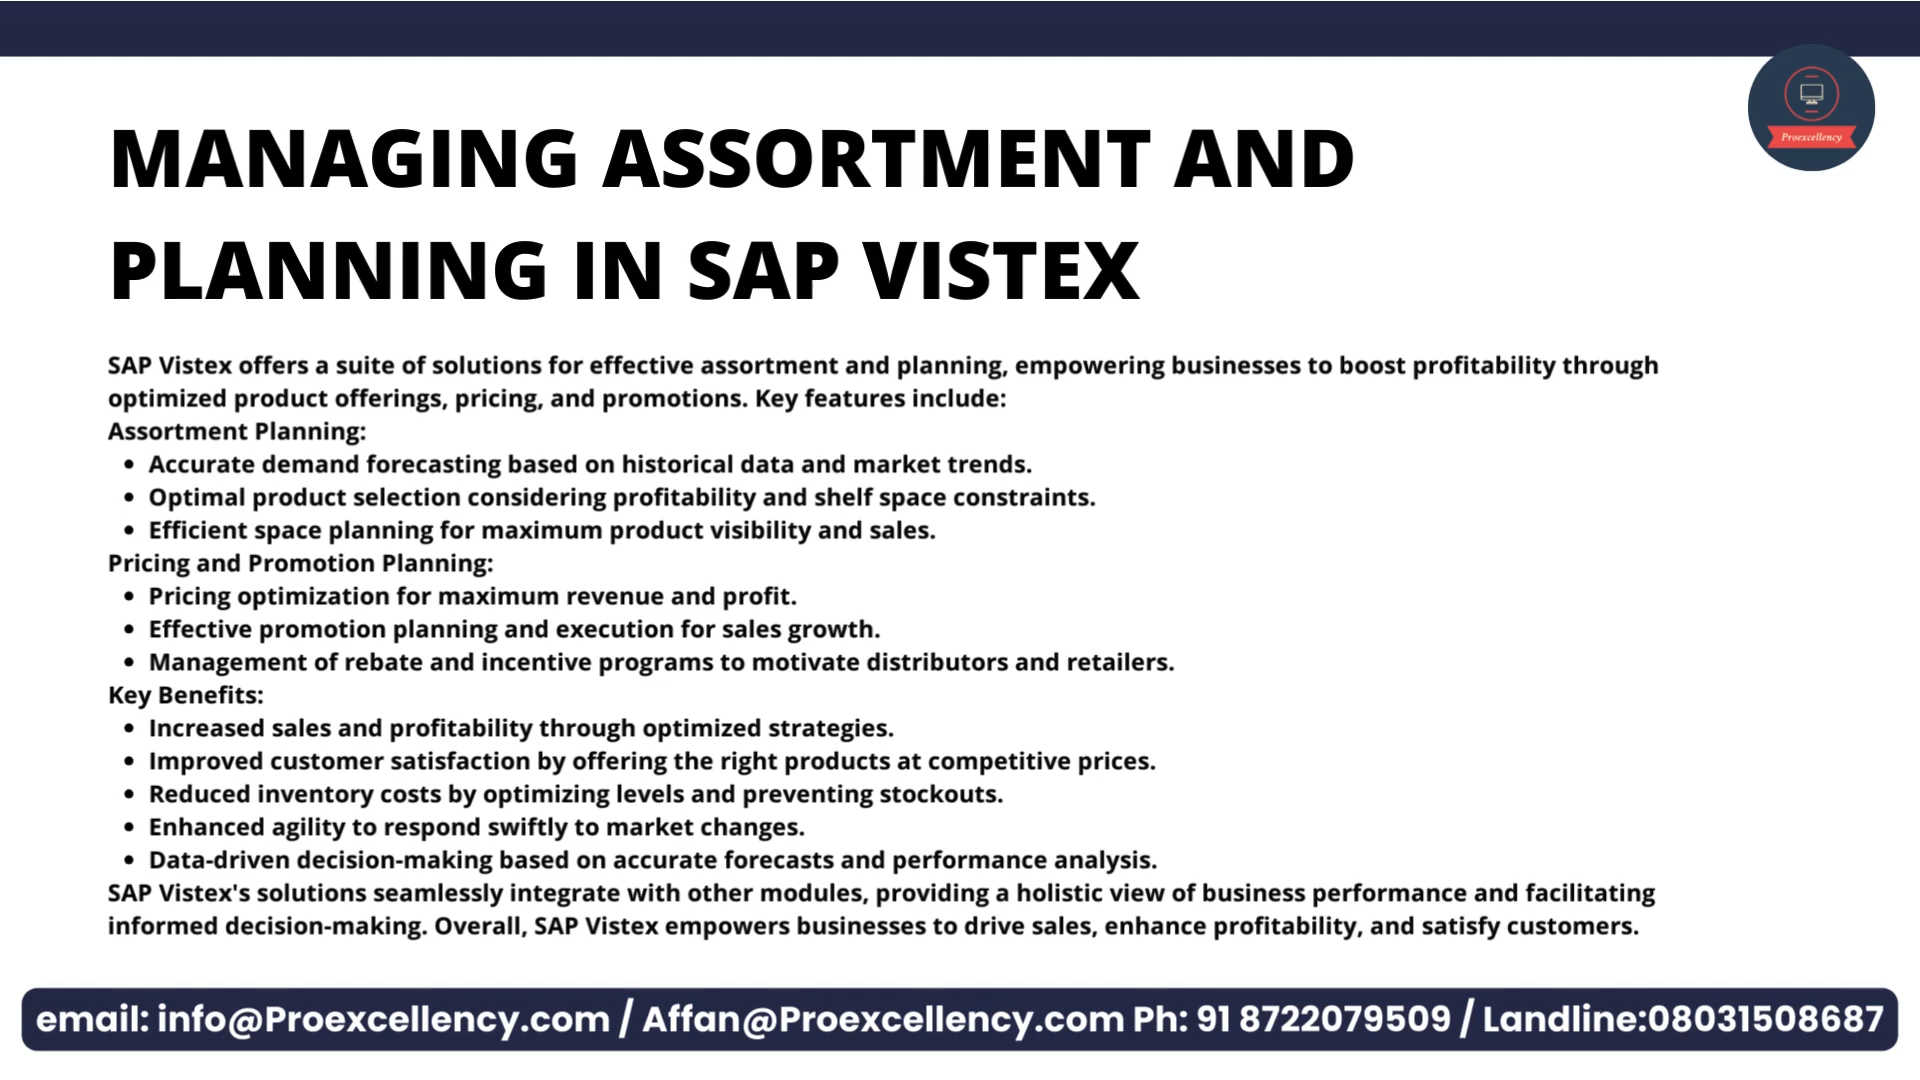 Proexcellency
MANAGING ASSORTMENT AND
PLANNING IN SAP VISTEX
SAP Vistex offers a suite of solutions for effective assortment and planning, empowering businesses to boost profitability through
optimized product offerings, pricing, and promotions. Key features include:
Assortment Planning:
• Accurate demand forecasting based on historical data and market trends.
• Optimal product selection considering profitability and shelf space constraints.
• Efficient space planning for maximum product visibility and sales.
Pricing and Promotion Planning:
• Pricing optimization for maximum revenue and profit.
• Effective promotion planning and execution for sales growth.
• Management of rebate and incentive programs to motivate distributors and retailers.
Key Benefits:
• Increased sales and profitability through optimized strategies.
• Improved customer satisfaction by offering the right products at competitive prices.
• Reduced inventory costs by optimizing levels and preventing stockouts.
• Enhanced agility to respond swiftly to market changes.
• Data-driven decision-making based on accurate forecasts and performance analysis.
SAP Vistex's solutions seamlessly integrate with other modules, providing a holistic view of business performance and facilitating
informed decision-making. Overall, SAP Vistex empowers businesses to drive sales, enhance profitability, and satisfy customers.
email: info@Proexcellency.com / Affan@Proexcellency.com Ph: 91 8722079509 / Landline:08031508687